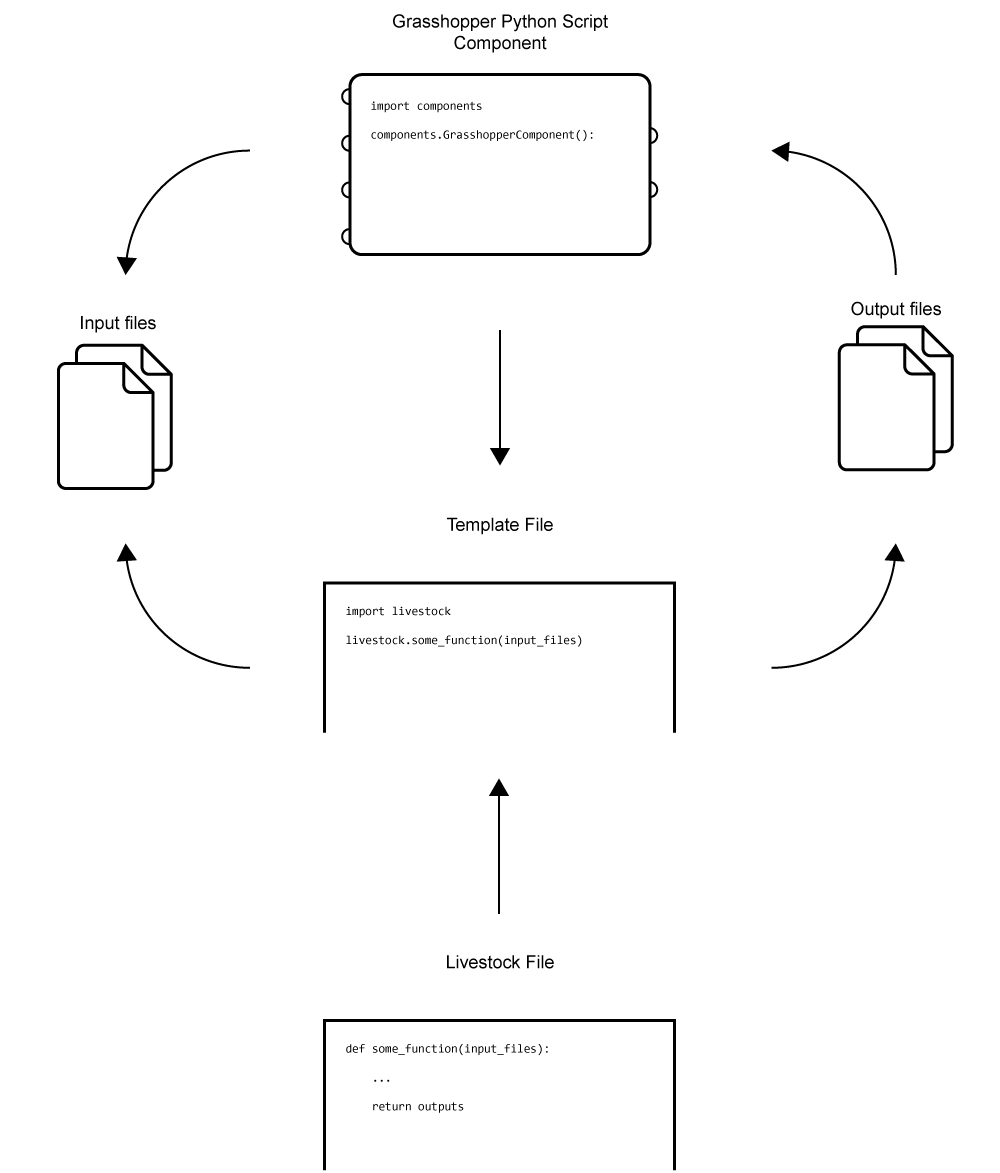 Grasshopper Python Script
Component
import components
components.GrasshopperComponent():
Input files
Output files
Template File
import livestock
livestock.some_function(input_files)
Livestock File
def some_function(input_files):
    ...
    return outputs